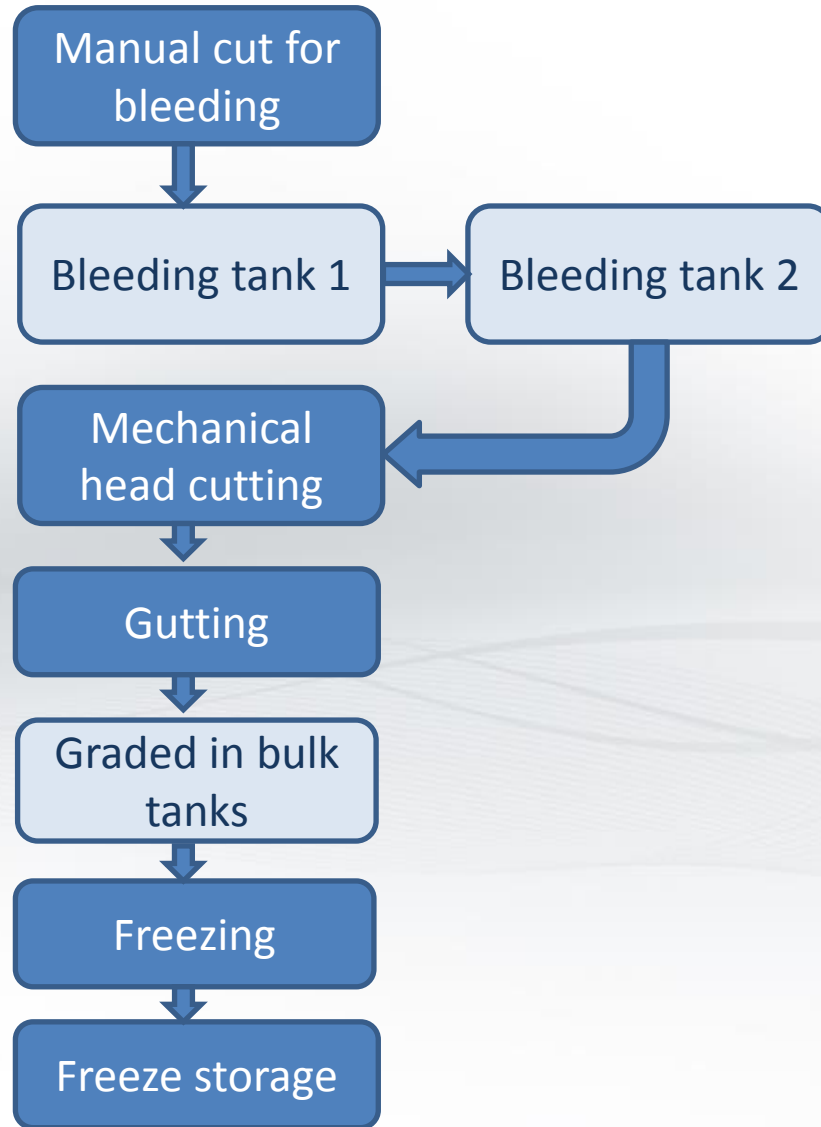 Manual cut for
bleeding
Bleeding tank 1
Bleeding tank 2
Mechanical
head cutting
Gutting
Graded in bulk
tanks
Freezing
Freeze storage